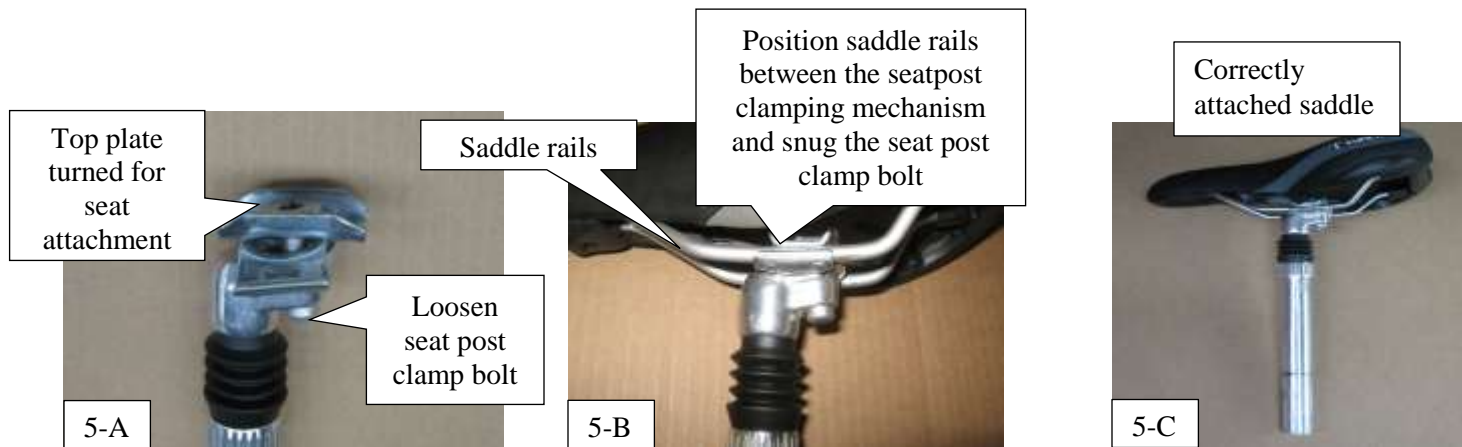 Top plate
turned for
seat
attachment
Loosen
seat post
clamp bolt
5-A
Saddle rails
Position saddle rails
between the seatpost
clamping mechanism
and snug the seat post
clamp bolt
5-B
Correctly
attached saddle
5-C